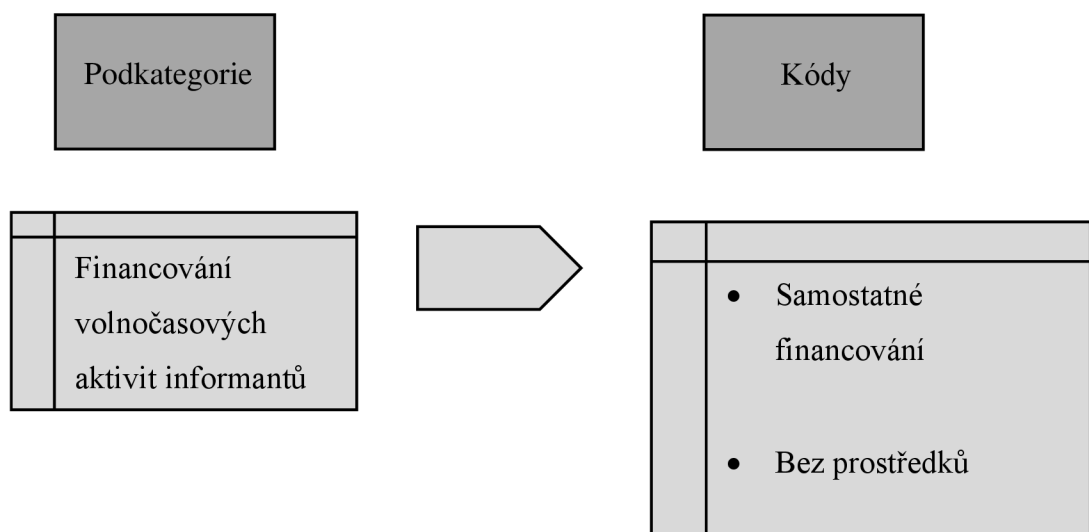 Podkategorie
Kódy
Financování
volnočasových
aktivit informantů
• Samostatné
financování
• Bez prostředků